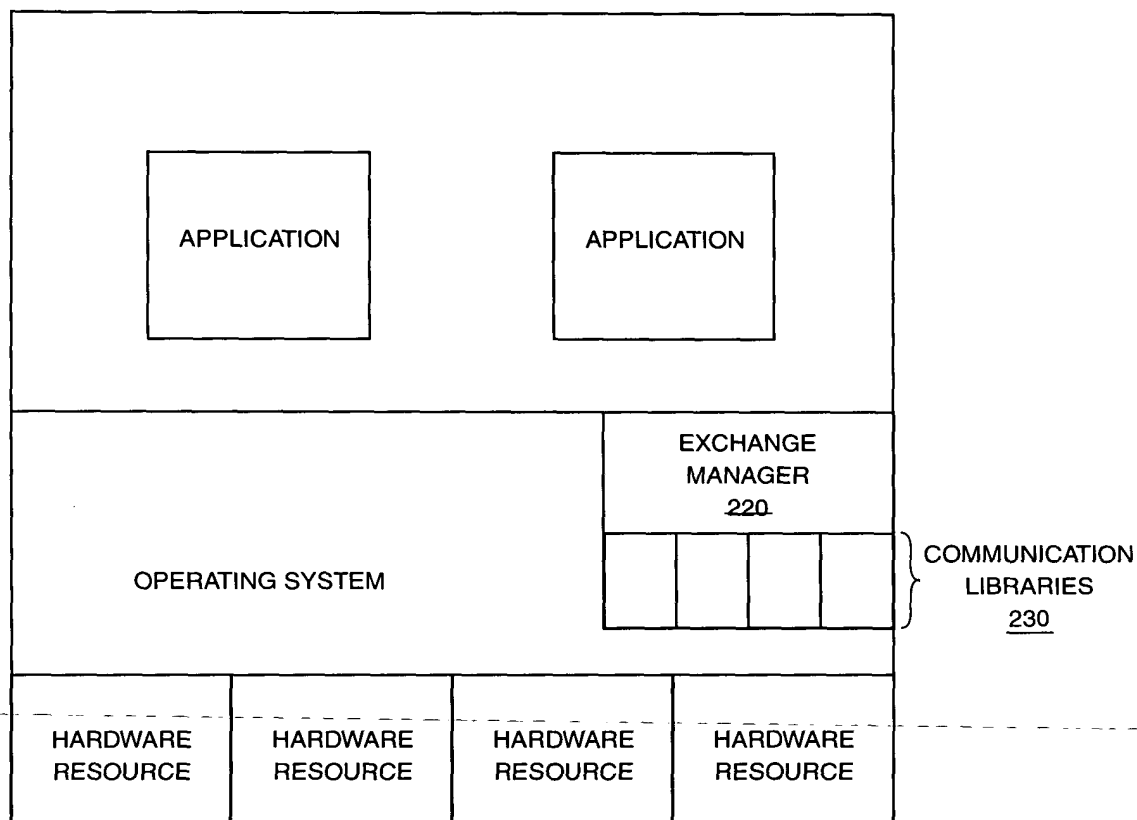 APPLICATION
APPLICATION
EXCHANGE
MANAGER
220
OPERATING SYSTEM
COMMUNICATION
LIBRARIES
230
HARDWARE
RESOURCE
HARDWARE
RESOURCE
HARDWARE
RESOURCE
HARDWARE
RESOURCE